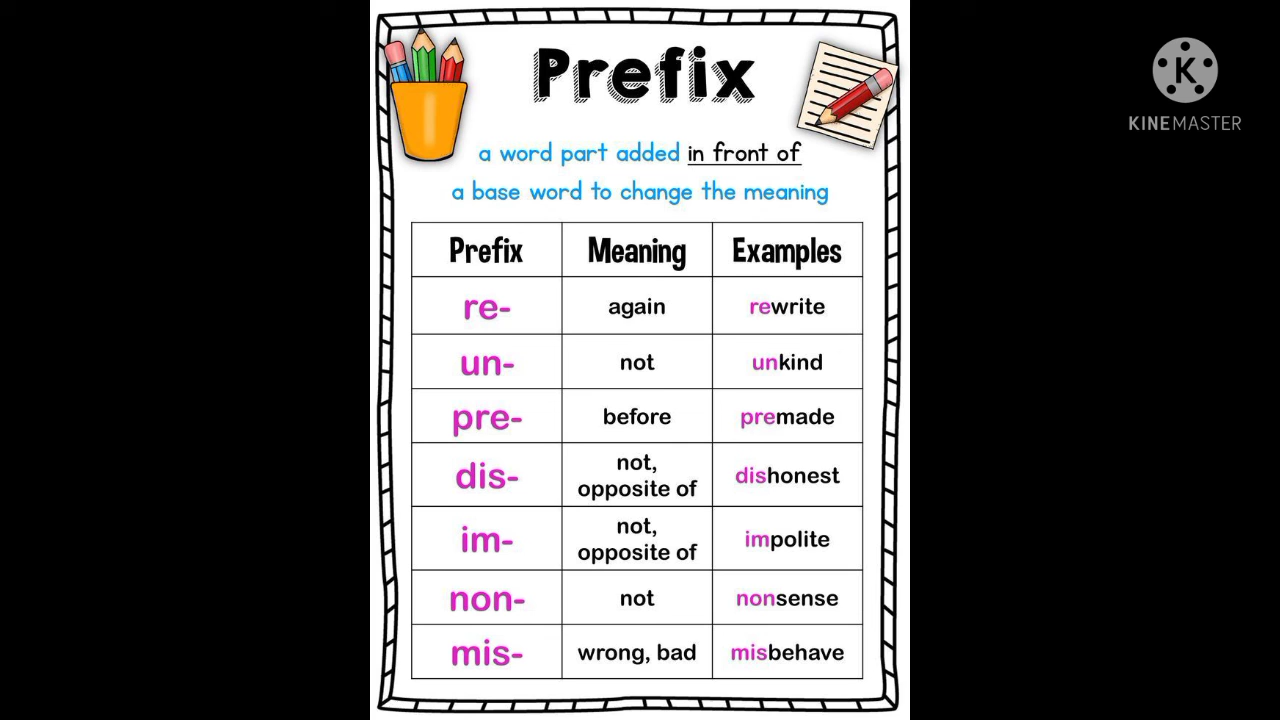 Prefix
a word part added in front of
a base word to change the meaning
Prefix Meaning Examples
re- again rewrite
un- not unkind
pre- before premade
dis- not, opposite of dishonest
im- not, opposite of impolite
non- not nonsense
mis- wrong, bad misbehave
K
KINEMASTER